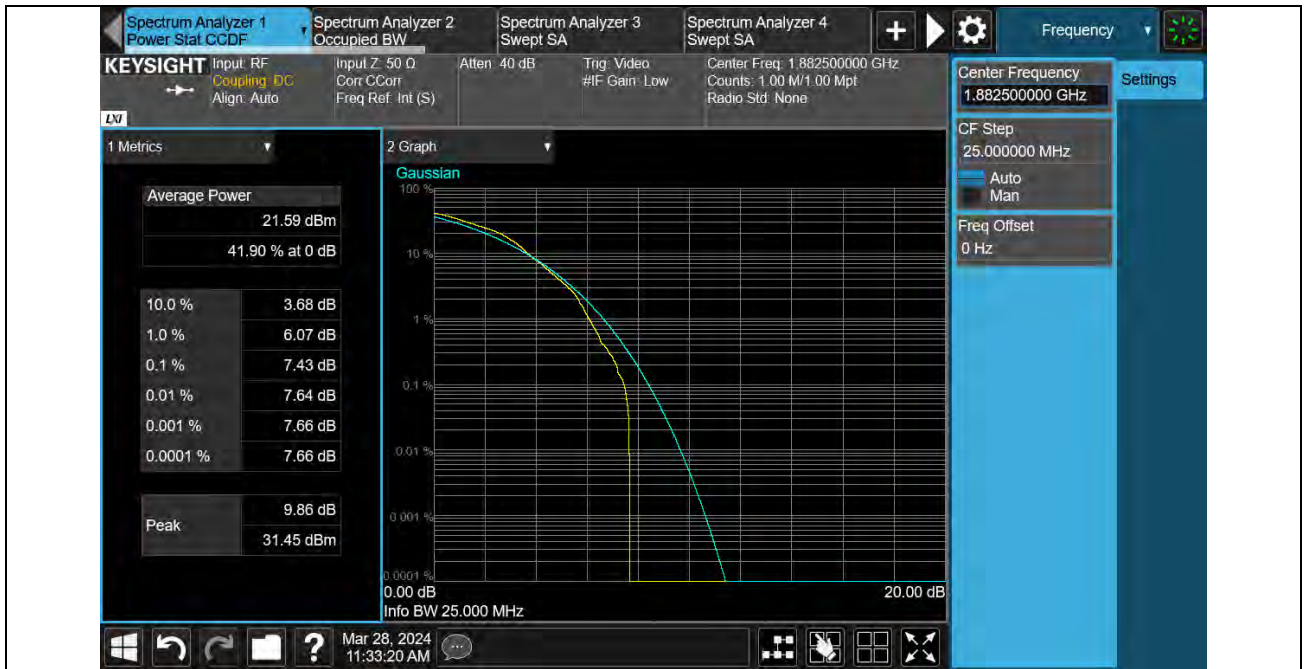 Spectrum Analyzer 1
Power Stat CCDF
Spectrum Analyzer 2
Occupied BW
Spectrum Analyzer 3
Swept SA
Spectrum Analyzer 4
Swept SA
+
Frequency
KEYSIGHT
LXI
Input: RF
Coupling: DC
Align: Auto
Input Z: 50 Ω
Corr CCorr
Freq Ref: Int (S)
Atten: 40 dB
Trig: Video
#IF Gain: Low
Center Freq: 1.882500000 GHz
Counts: 1.00 M/1.00 Mpt
Radio Std: None
Center Frequency
1.882500000 GHz
Settings
CF Step
25.000000 MHz
Auto
Man
Freq Offset
0 Hz
1 Metrics
Average Power
21.59 dBm
41.90 % at 0 dB
10.0 % 3.68 dB
1.0 % 6.07 dB
0.1 % 7.43 dB
0.01 % 7.64 dB
0.001 % 7.66 dB
0.0001 % 7.66 dB
Peak
9.86 dB
31.45 dBm
2 Graph
Gaussian
100 %
10 %
1 %
0.1 %
0.01 %
0.001 %
0.0001 %
0.00 dB 20.00 dB
Info BW 25.000 MHz
?
Mar 28, 2024
11:33:20 AM